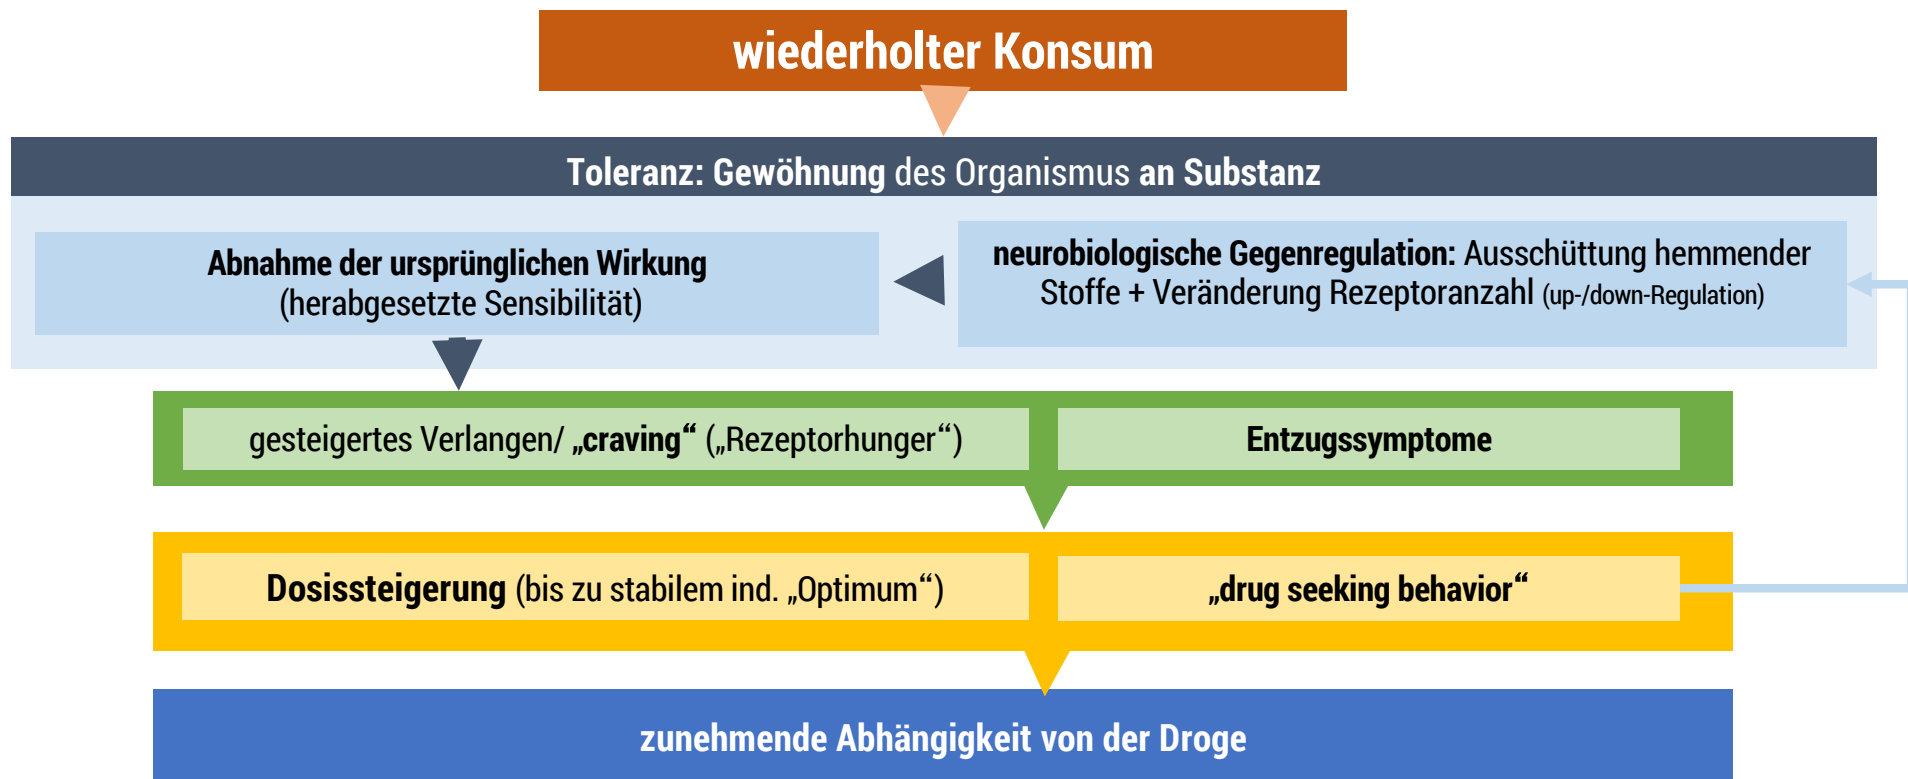 wiederholter Konsum
Toleranz: Gewöhnung des Organismus an Substanz
Abnahme der ursprünglichen Wirkung
(herabgesetzte Sensibilität)
neurobiologische Gegenregulation: Ausschüttung hemmender
Stoffe + Veränderung Rezeptoranzahl (up-/down-Regulation)
gesteigertes Verlangen/ „craving“ („Rezeptorhunger“)
Entzugssymptome
Dosissteigerung (bis zu stabilem ind. „Optimum“)
„drug seeking behavior“
zunehmende Abhängigkeit von der Droge